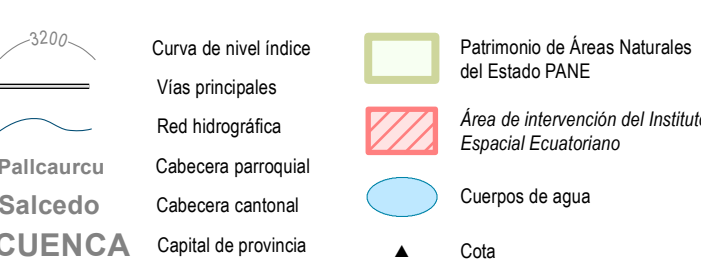 3200
Curva de nivel índice
Vías principales
Red hidrográfica
Pallcaurcu Cabecera parroquial
Salcedo Cabecera cantonal
CUENCA Capital de provincia
Patrimonio de Áreas Naturales
del Estado PANE
Área de intervención del Instituto
Espacial Ecuatoriano
Cuerpos de agua
Cota